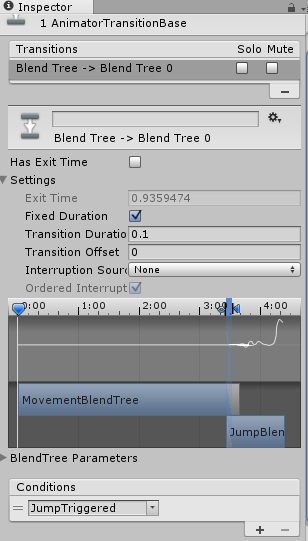 Inspector
1 AnimatorTransitionBase
Transitions Solo Mute
Blend Tree -> Blend Tree 0
Blend Tree -> Blend Tree 0
Has Exit Time
Settings
Exit Time 0.9359474
Fixed Duration
Transition Duratio 0.1
Transition Offset 0
Interruption Sourc None
Ordered Interrupt
0:00 1:00 2:00 3:0 4:00
MovementBlendTree
JumpBlen
BlendTree Parameters
Conditions
JumpTriggered